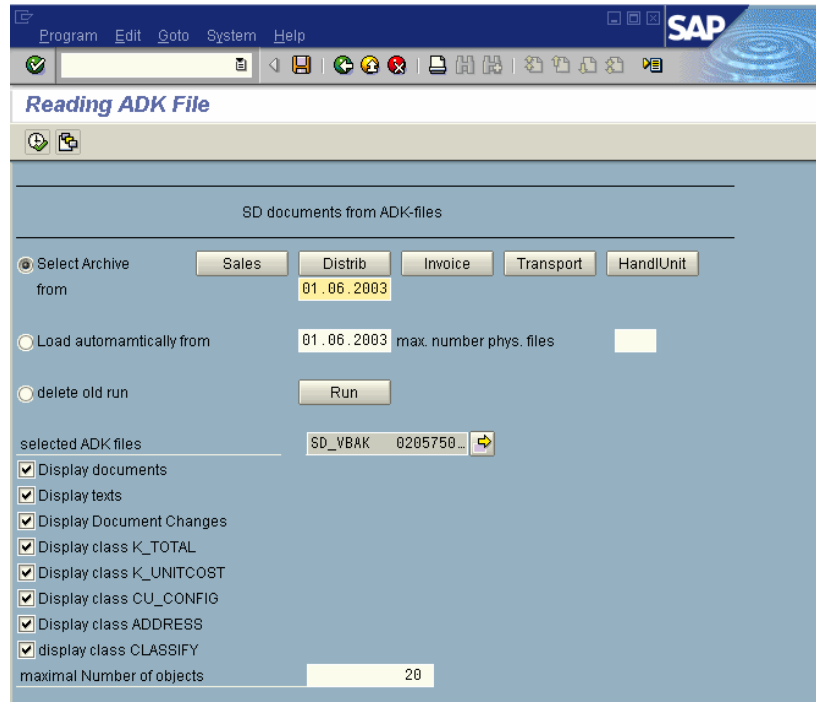 Program Edit Goto System Help
SAP
Reading ADK File
SD documents from ADK-files
Select Archive Sales Distrib Invoice Transport HandlUnit
from 01.06.2003
Load automamtically from 01.06.2003 max. number phys. files
delete old run Run
selected ADK files SD_VBAK 0205750…
Display documents
Display texts
Display Document Changes
Display class K_TOTAL
Display class K_UNITCOST
Display class CU_CONFIG
Display class ADDRESS
display class CLASSIFY
maximal Number of objects 20